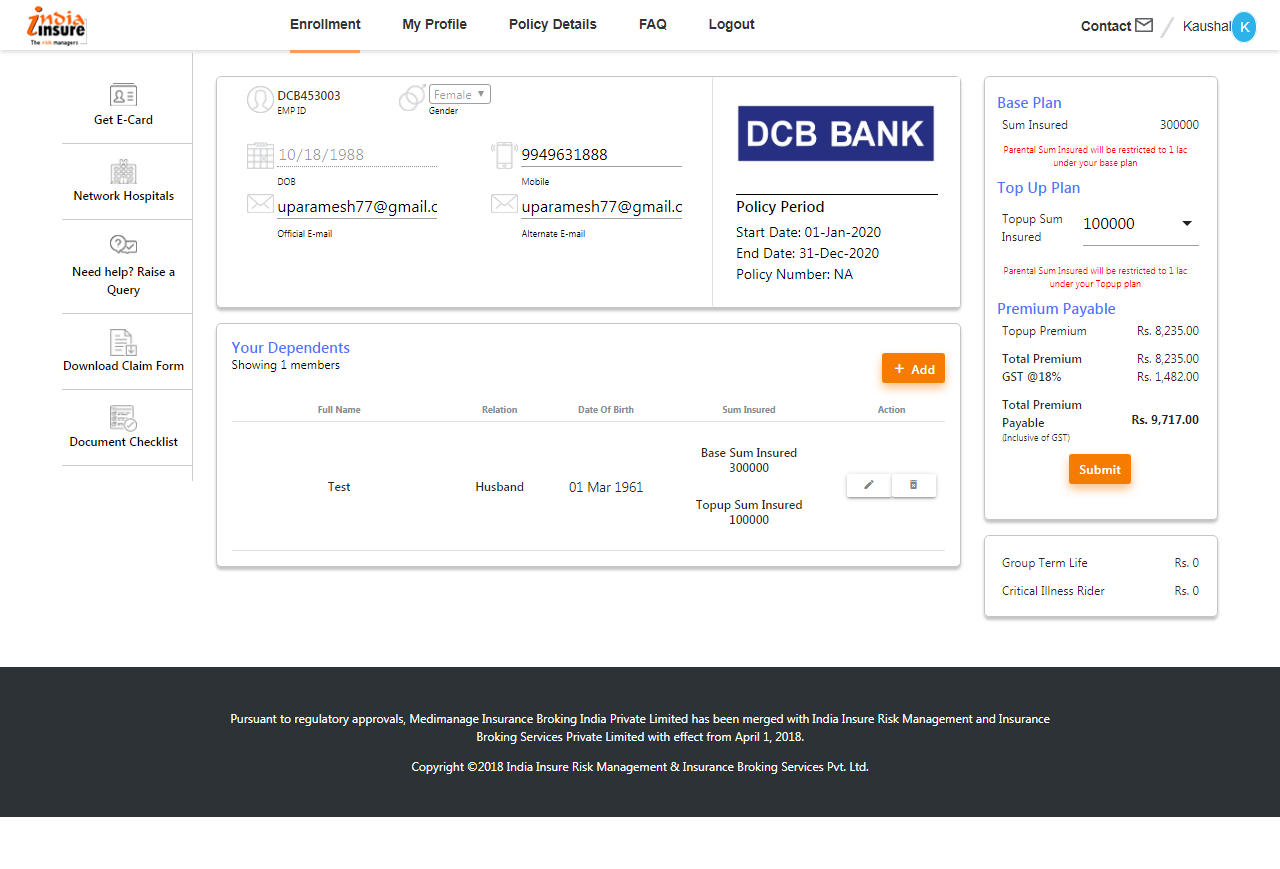 india
insure
The risk managers
Enrollment
My Profile
Policy Details
FAQ
Logout
Contact
Kaushal
K
Get E-Card
Network Hospitals
Need help? Raise a
Query
Download Claim Form
Document Checklist
DCB453003
EMP ID
Female
Gender
10/18/1988
DOB
9949631888
Mobile
uparamesh77@gmail.c
Official E-mail
uparamesh77@gmail.c
Alternate E-mail
DCB BANK
Policy Period
Start Date: 01-Jan-2020
End Date: 31-Dec-2020
Policy Number: NA
Your Dependents
Showing 1 members
+ Add
Full Name Relation Date Of Birth Sum Insured Action
Test Husband 01 Mar 1961
Base Sum Insured
300000
Topup Sum Insured
100000
Base Plan
Sum Insured 300000
Parental Sum Insured will be restricted to 1 lac
under your base plan
Top Up Plan
Topup Sum
Insured
100000
Parental Sum Insured will be restricted to 1 lac
under your Topup plan
Premium Payable
Topup Premium Rs. 8,235.00
Total Premium Rs. 8,235.00
GST @18% Rs. 1,482.00
Total Premium
Payable
Rs. 9,717.00
(Inclusive of GST)
Submit
Group Term Life Rs. 0
Critical Illness Rider Rs. 0
Pursuant to regulatory approvals, Medimanage Insurance Broking India Private Limited has been merged with India Insure Risk Management and Insurance
Broking Services Private Limited with effect from April 1, 2018.
Copyright ©2018 India Insure Risk Management & Insurance Broking Services Pvt. Ltd.